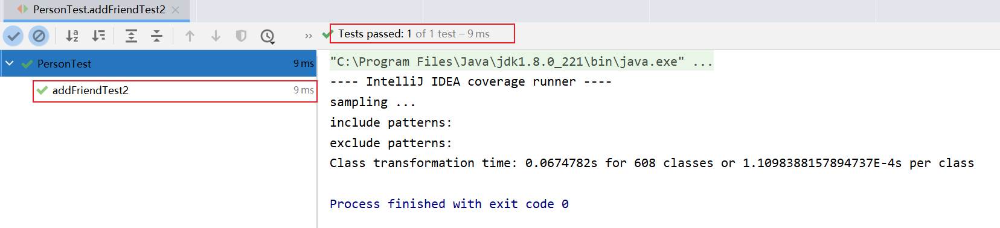 PersonTest.addFriendTest2
Tests passed: 1 of 1 test – 9 ms
PersonTest 9 ms
addFriendTest2 9 ms
"C:\Program Files\Java\jdk1.8.0_221\bin\java.exe" ...
---- IntelliJ IDEA coverage runner ----
sampling ...
include patterns:
exclude patterns:
Class transformation time: 0.0674782s for 608 classes or 1.1098388157894737E-4s per class
Process finished with exit code 0